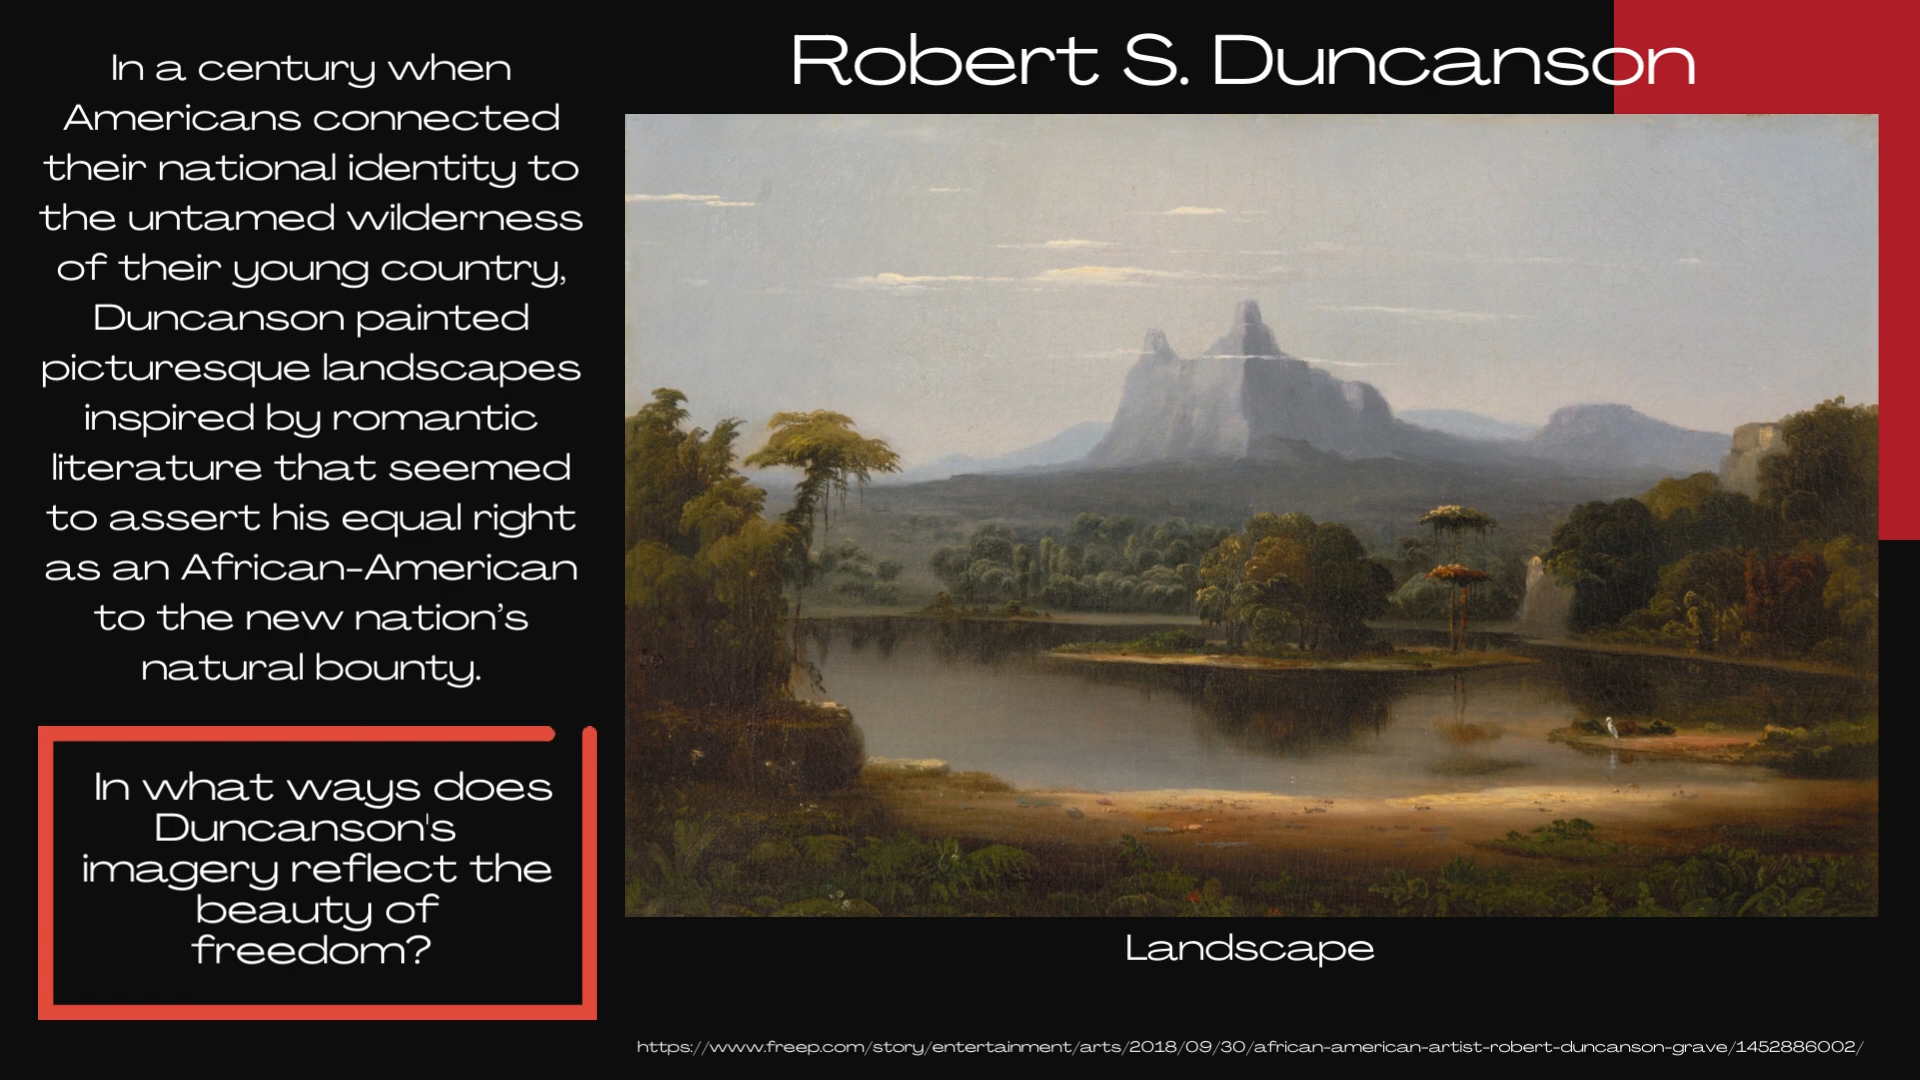 Robert S. Duncanson
In a century when
Americans connected
their national identity to
the untamed wilderness
of their young country,
Duncanson painted
picturesque landscapes
inspired by romantic
literature that seemed
to assert his equal right
as an African-American
to the new nation’s
natural bounty.
In what ways does
Duncanson's
imagery reflect the
beauty of
freedom?
Landscape
https://www.freep.com/story/entertainment/arts/2018/09/30/african-american-artist-robert-duncanson-grave/1452886002/